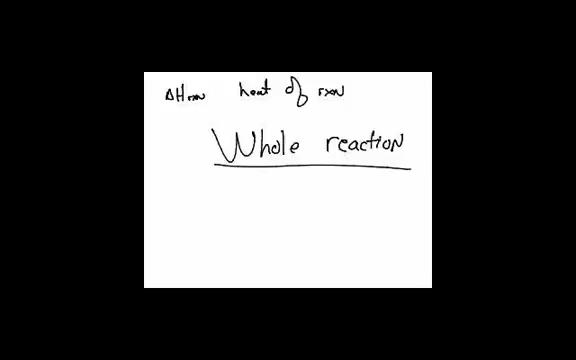 ΔHrxn heat of rxn
Whole reaction